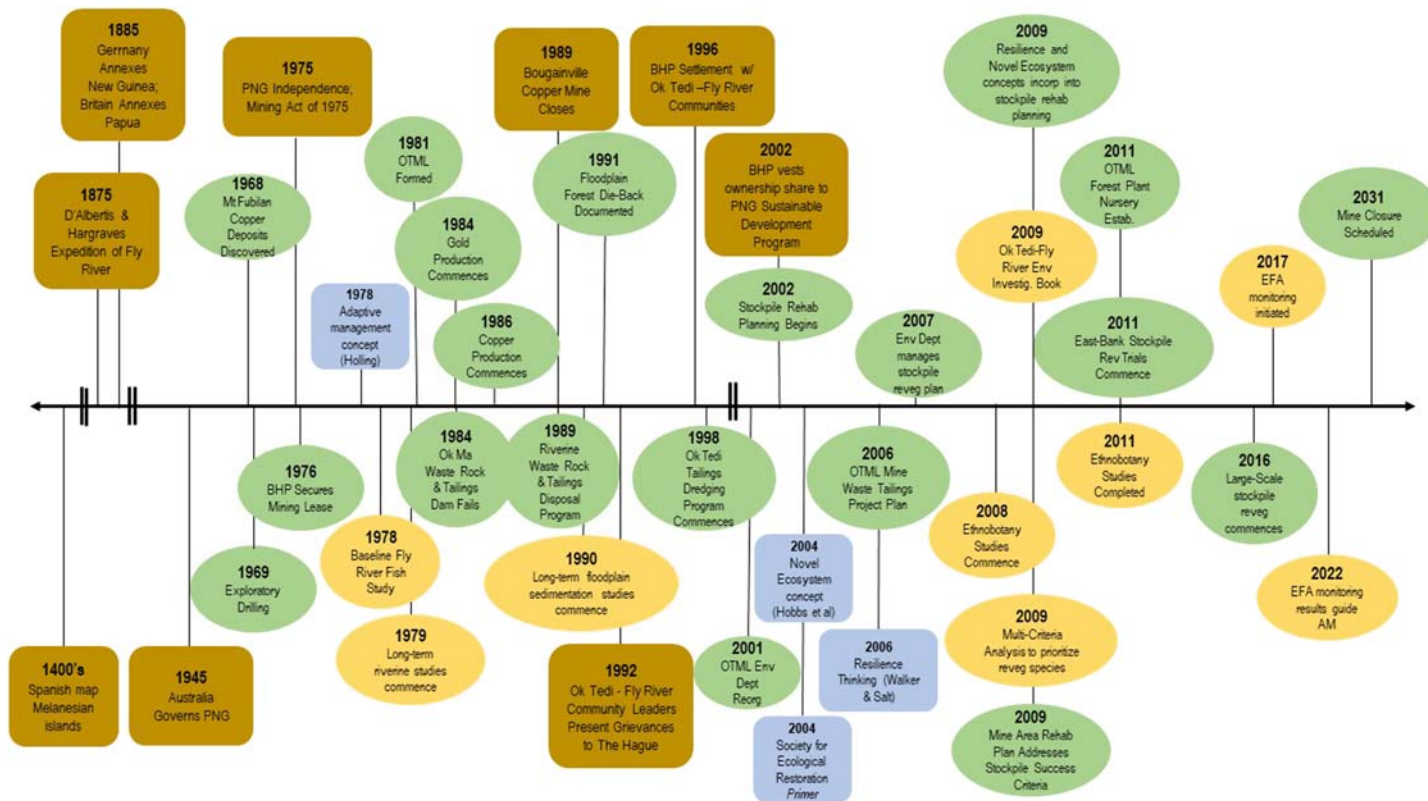 1885
Germany
Annexes
New Guinea;
Britain Annexes
Papua
1875
D'Albertis &
Hargraves
Expedition of Fly
River
1975
PNG Independence;
Mining Act of 1975
1968
Mt Fubilan
Copper
Deposits
Discovered
1978
Adaptive
management
concept
(Holling)
1981
OTML
Formed
1984
Gold
Production
Commences
1986
Copper
Production
Commences
1989
Bougainville
Copper Mine
Closes
1991
Floodplain
Forest Die-Back
Documented
1996
BHP Settlement w/
Ok Tedi –Fly River
Communities
2002
BHP vests
ownership share to
PNG Sustainable
Development
Program
2002
Stockpile Rehab
Planning Begins
2007
Env Dept
manages
stockpile
reveg plan
2009
Resilience and
Novel Ecosystem
concepts incorp into
stockpile rehab
planning
2009
Ok Tedi-Fly
River Env
Investig. Book
2011
OTML
Forest Plant
Nursery
Estab.
2011
East-Bank Stockpile
Rev Trials
Commence
2017
EFA
monitoring
initiated
2031
Mine Closure
Scheduled
1400's
Spanish map
Melanesian
islands
1945
Australia
Governs PNG
1969
Exploratory
Drilling
1976
BHP Secures
Mining Lease
1978
Baseline Fly
River Fish
Study
1979
Long-term
riverine studies
commence
1984
Ok Ma
Waste Rock
& Tailings
Dam Fails
1989
Riverine
Waste Rock
& Tailings
Disposal
Program
1990
Long-term floodplain
sedimentation studies
commence
1992
Ok Tedi - Fly River
Community Leaders
Present Grievances
to The Hague
1998
Ok Tedi
Tailings
Dredging
Program
Commences
2001
OTML Env
Dept
Reorg
2004
Novel
Ecosystem
concept
(Hobbs et al)
2004
Society for
Ecological
Restoration
Primer
2006
OTML Mine
Waste Tailings
Project Plan
2006
Resilience
Thinking (Walker
& Salt)
2008
Ethnobotany
Studies
Commence
2009
Multi-Criteria
Analysis to prioritize
reveg species
2009
Mine Area Rehab
Plan Addresses
Stockpile Success
Criteria
2011
Ethnobotany
Studies
Completed
2016
Large-Scale
stockpile
reveg
commences
2022
EFA monitoring
results guide
AM